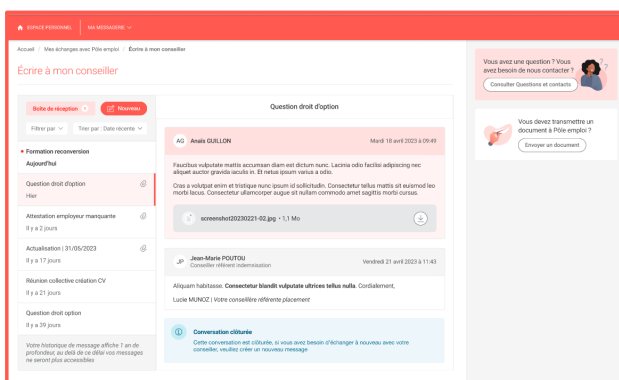 ESPACE PERSONNEL
MA MESSAGERIE
Accueil / Mes échanges avec Pôle emploi / Écrire à mon conseiller
Écrire à mon conseiller
Boîte de réception 1
Nouveau
Filtrer par
Trier par : Date récente
Formation reconversion
Aujourd'hui
Question droit d'option
Hier
Attestation employeur manquante
Il y a 2 jours
Actualisation | 31/05/2023
Il y a 17 jours
Réunion collective création CV
Il y a 21 jours
Question droit option
Il y a 39 jours
Votre historique de message affiche 1 an de
profondeur, au delà de ce délai vos messages
ne seront plus accessibles
Question droit d'option
AG Anaïs GUILLON Mardi 18 avril 2023 à 09:49
Faucibus vulputate mattis accumsan diam est dictum nunc. Lacinia odio facilisi adipiscing nec
aliquet auctor gravida iaculis in. Et netus ipsum varius a odio.
Cras a volutpat enim et tristique nunc ipsum id sollicitudin. Consectetur tellus mattis sit euismod leo
morbi lacus. Consectetur ullamcorper augue sit nullam commodo amet sagittis morbi cursus.
screenshot20230221-02.jpg • 1,1 Mo
JP Jean-Marie POUTOU Vendredi 21 avril 2023 à 11:43
Conseiller référent indemnisation
Aliquam habitasse. Consectetur blandit vulputate ultrices tellus nulla. Cordialement,
Lucie MUNOZ | Votre conseillère référente placement
Conversation clôturée
Cette conversation est clôturée, si vous avez besoin d'échanger à nouveau avec votre
conseiller, veuillez créer un nouveau message
Vous avez une question ? Vous
avez besoin de nous contacter ?
Consulter Questions et contacts
Vous devez transmettre un
document à Pôle emploi ?
Envoyer un document